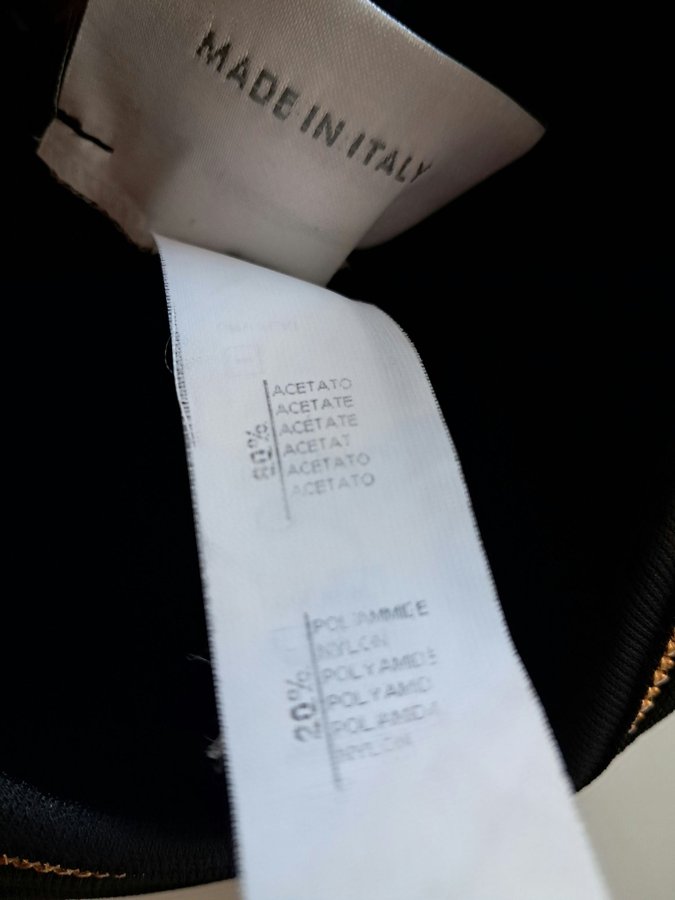 MADE IN ITALY
80%
ACETATO
ACETATE
ACÉTATE
ACETAT
ACETATO
ACETATO
20%
POLIAMMIDE
NYLON
POLYAMIDE
POLYAMID
POLIAMIDA
NYLON